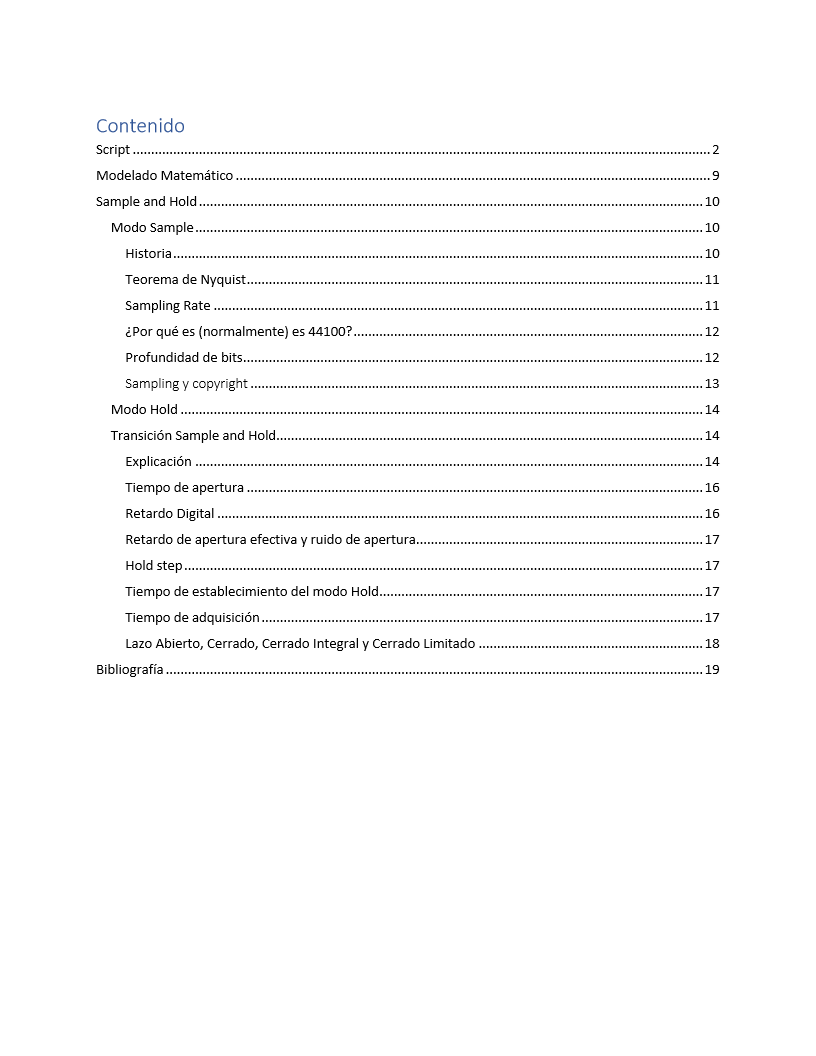 Contenido
Script 2
Modelado Matemático 9
Sample and Hold 10
Modo Sample 10
Historia 10
Teorema de Nyquist 11
Sampling Rate 11
¿Por qué es (normalmente) es 44100? 12
Profundidad de bits 12
Sampling y copyright 13
Modo Hold 14
Transición Sample and Hold 14
Explicación 14
Tiempo de apertura 16
Retardo Digital 16
Retardo de apertura efectiva y ruido de apertura 17
Hold step 17
Tiempo de establecimiento del modo Hold 17
Tiempo de adquisición 17
Lazo Abierto, Cerrado, Cerrado Integral y Cerrado Limitado 18
Bibliografía 19